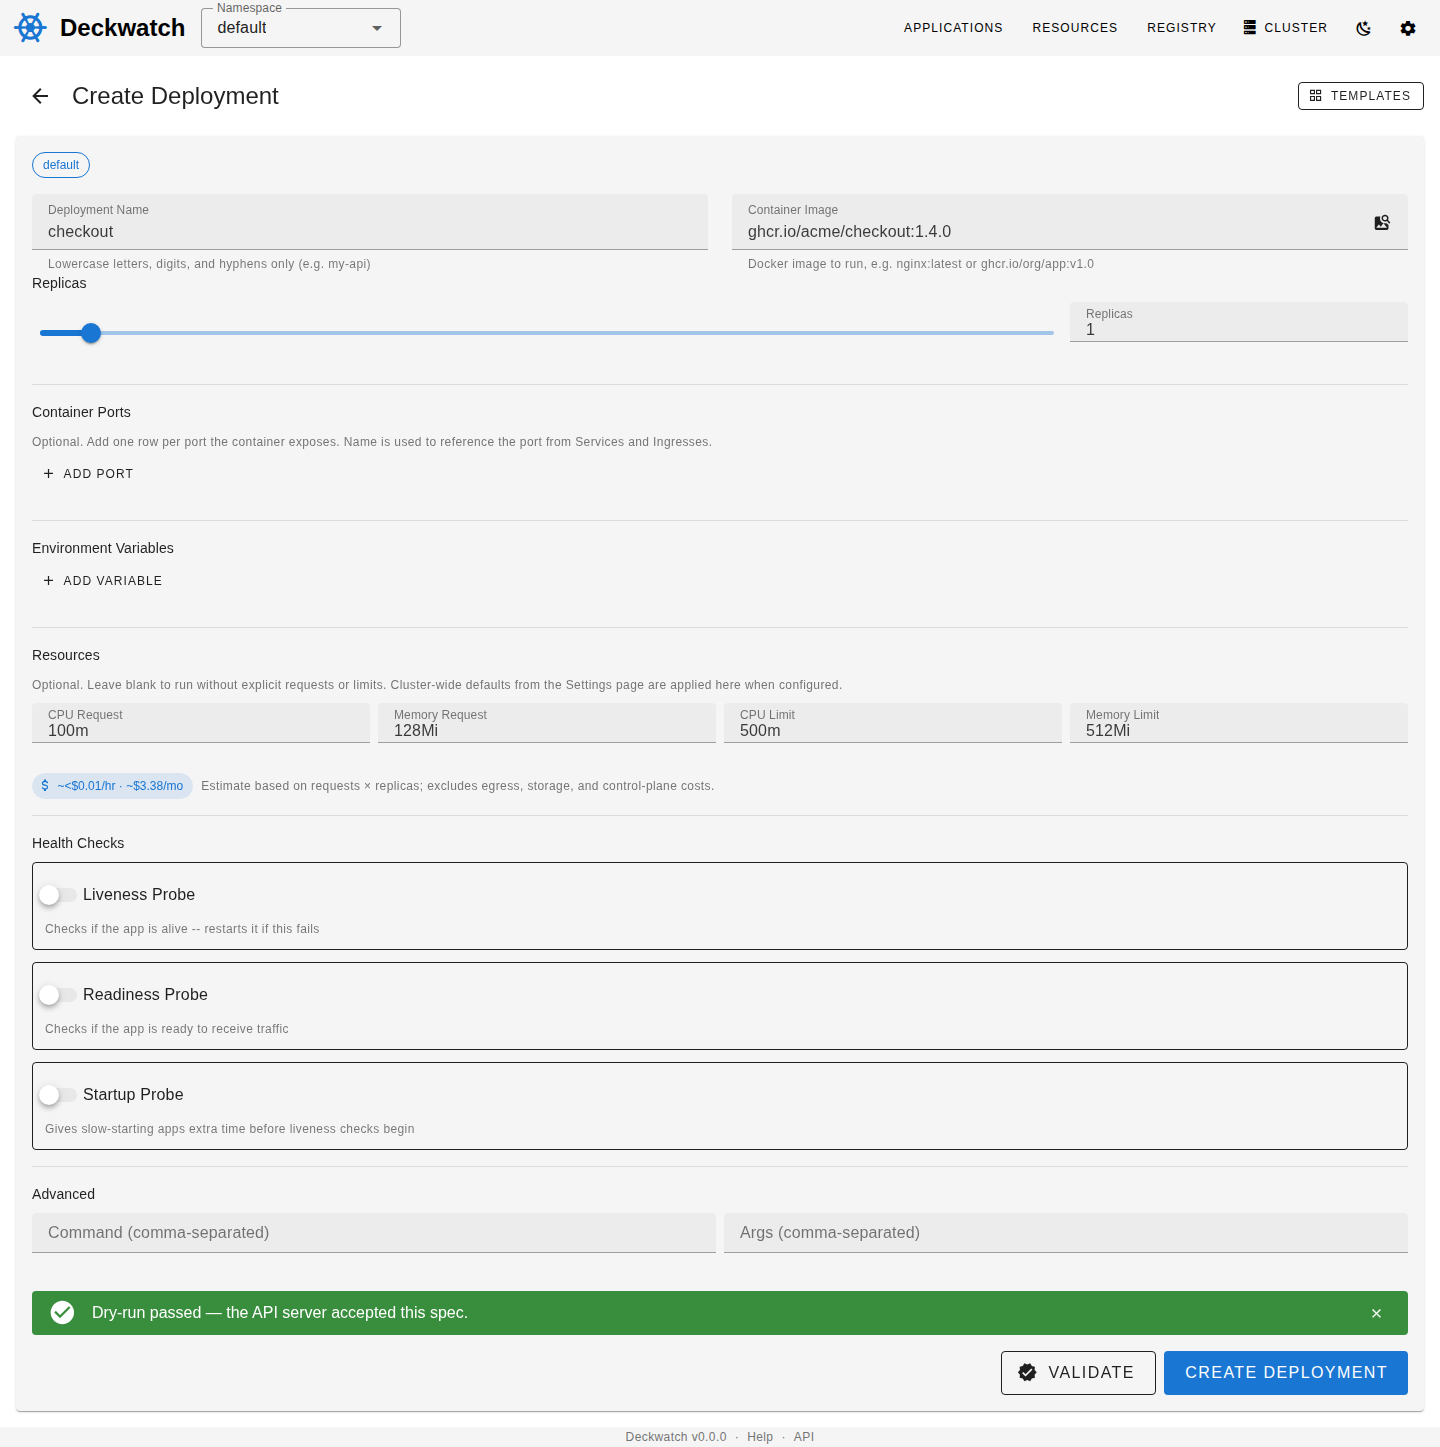 Deckwatch
Namespace
default
APPLICATIONS
RESOURCES
REGISTRY
CLUSTER
Create Deployment
TEMPLATES
default
Deployment Name
checkout
Lowercase letters, digits, and hyphens only (e.g. my-api)
Container Image
ghcr.io/acme/checkout:1.4.0
Docker image to run, e.g. nginx:latest or ghcr.io/org/app:v1.0
Replicas
Replicas
1
Container Ports
Optional. Add one row per port the container exposes. Name is used to reference the port from Services and Ingresses.
ADD PORT
Environment Variables
ADD VARIABLE
Resources
Optional. Leave blank to run without explicit requests or limits. Cluster-wide defaults from the Settings page are applied here when configured.
CPU Request
100m
Memory Request
128Mi
CPU Limit
500m
Memory Limit
512Mi
~<$0.01/hr · ~$3.38/mo
Estimate based on requests × replicas; excludes egress, storage, and control-plane costs.
Health Checks
Liveness Probe
Checks if the app is alive -- restarts it if this fails
Readiness Probe
Checks if the app is ready to receive traffic
Startup Probe
Gives slow-starting apps extra time before liveness checks begin
Advanced
Command (comma-separated)
Args (comma-separated)
Dry-run passed — the API server accepted this spec.
VALIDATE
CREATE DEPLOYMENT
Deckwatch v0.0.0 · Help · API